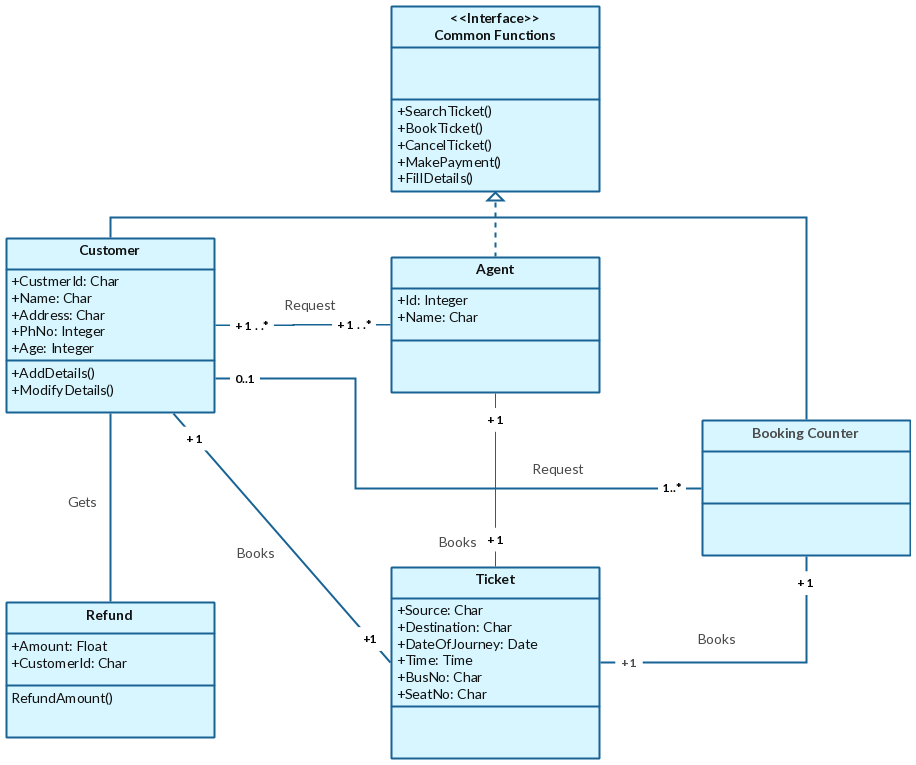 <<Interface>>
Common Functions
+SearchTicket()
+BookTicket()
+CancelTicket()
+MakePayment()
+FillDetails()
Customer
+CustmerId: Char
+Name: Char
+Address: Char
+PhNo: Integer
+Age: Integer
+AddDetails()
+ModifyDetails()
Request
+1 . .*
+1 . .*
Agent
+Id: Integer
+Name: Char
0..1
Request
1..*
Booking Counter
+1
+1
Gets
Books
+1
Books
+1
+1
Books
+1
Refund
+Amount: Float
+CustomerId: Char
RefundAmount()
Ticket
+Source: Char
+Destination: Char
+DateOfJourney: Date
+Time: Time
+BusNo: Char
+SeatNo: Char